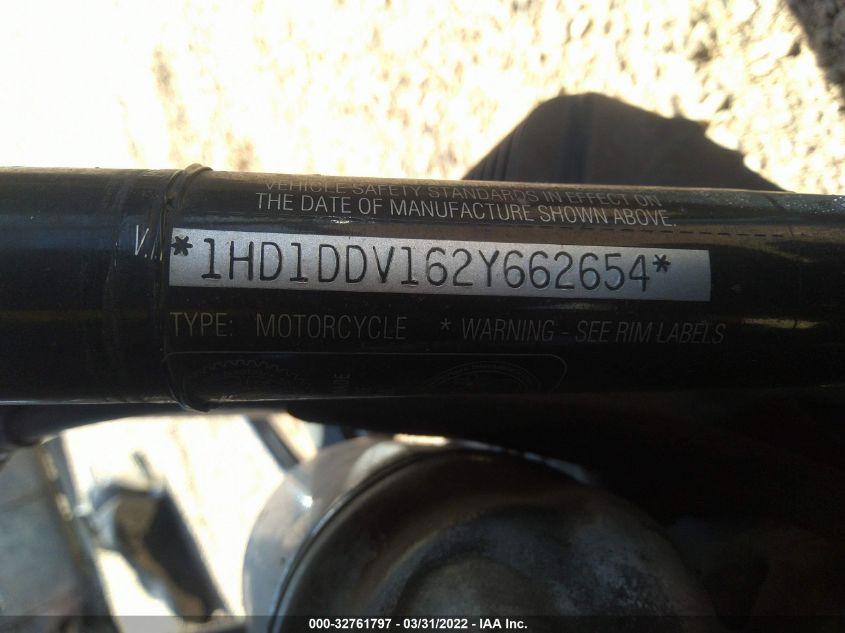 VEHICLE SAFETY STANDARDS IN EFFECT ON
THE DATE OF MANUFACTURE SHOWN ABOVE.
*1HD1DDV162Y662654*
TYPE: MOTORCYCLE * WARNING - SEE RIM LABELS
000-32761797 - 03/31/2022 - IAA Inc.